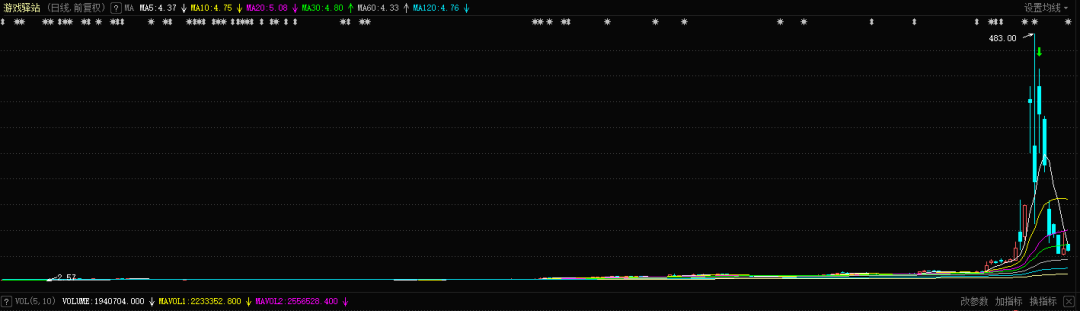 游戏驿站 (日线,前复权) ? MA MA5:4.37↓ MA10:4.75↓ MA20:5.08↓ MA30:4.80↑ MA60:4.33↑ MA120:4.76↓ 设置均线
483.00
2.57
? VOL(5,10) VOLUME:1940704.000↓ MAVOL1:2233352.800↓ MAVOL2:2556528.400↓ 改参数 加指标 换指标